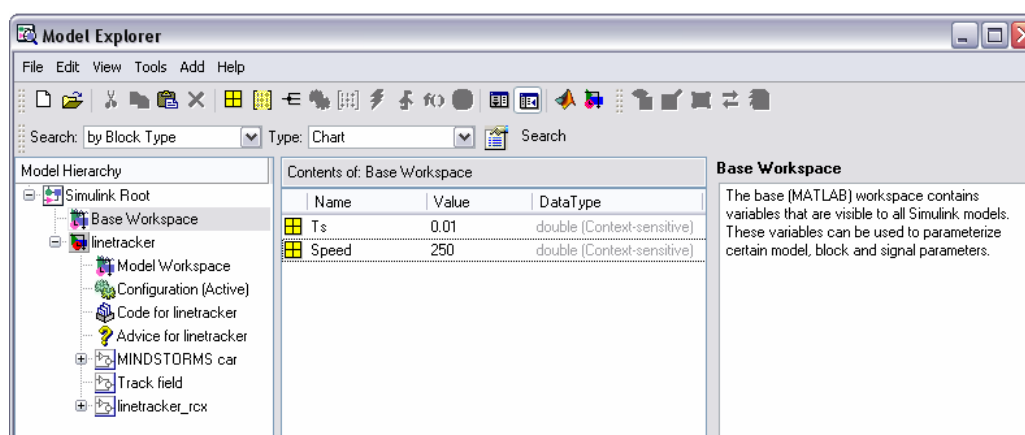 Model Explorer
File Edit View Tools Add Help
Search: by Block Type Type: Chart Search
Model Hierarchy
Simulink Root
Base Workspace
linetracker
Model Workspace
Configuration (Active)
Code for linetracker
Advice for linetracker
MINDSTORMS car
Track field
linetracker_rcx
Contents of: Base Workspace
Name Value DataType
Ts 0.01 double (Context-sensitive)
Speed 250 double (Context-sensitive)
Base Workspace
The base (MATLAB) workspace contains
variables that are visible to all Simulink models.
These variables can be used to parameterize
certain model, block and signal parameters.